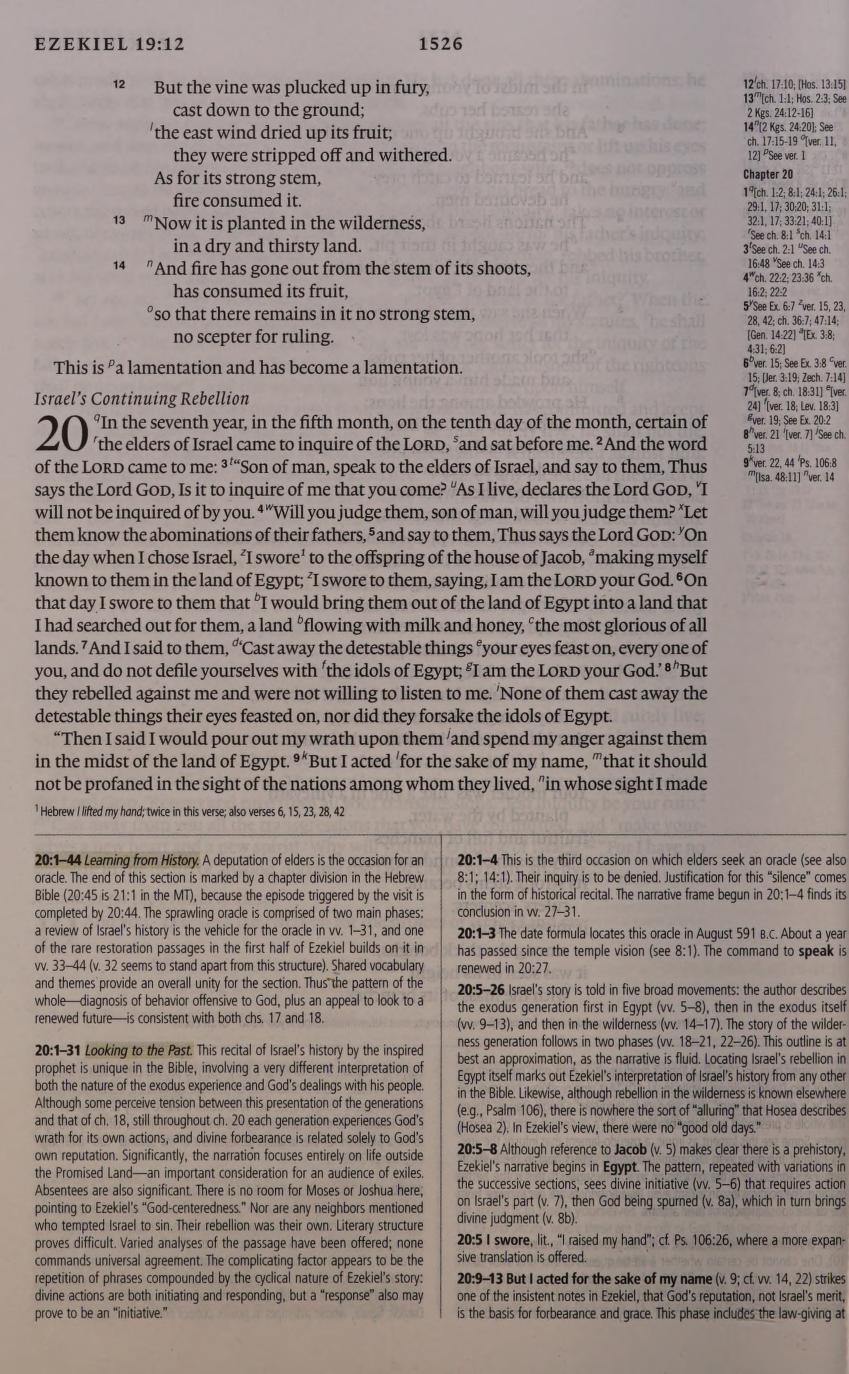 EZEKIEL 19:12
1526
12 But the vine was plucked up in fury,
cast down to the ground;
lthe east wind dried up its fruit;
they were stripped off and withered.
As for its strong stem,
fire consumed it.
13 mNow it is planted in the wilderness,
in a dry and thirsty land.
14 nAnd fire has gone out from the stem of its shoots,
has consumed its fruit,
oso that there remains in it no strong stem,
no scepter for ruling.
This is pa lamentation and has become a lamentation.
Israel's Continuing Rebellion
20 qIn the seventh year, in the fifth month, on the tenth day of the month, certain of
rthe elders of Israel came to inquire of the LORD, sand sat before me. 2And the word
of the LORD came to me: 3t“Son of man, speak to the elders of Israel, and say to them, Thus
says the Lord GOD, Is it to inquire of me that you come? uAs I live, declares the Lord GOD, vI
will not be inquired of by you. 4wWill you judge them, son of man, will you judge them? xLet
them know the abominations of their fathers, 5and say to them, Thus says the Lord GOD: yOn
the day when I chose Israel, zI swore1 to the offspring of the house of Jacob, amaking myself
known to them in the land of Egypt; zI swore to them, saying, I am the LORD your God. 6On
that day I swore to them that bI would bring them out of the land of Egypt into a land that
I had searched out for them, a land bflowing with milk and honey, cthe most glorious of all
lands. 7And I said to them, d‘Cast away the detestable things eyour eyes feast on, every one of
you, and do not defile yourselves with fthe idols of Egypt; gI am the LORD your God.’ 8hBut
they rebelled against me and were not willing to listen to me. iNone of them cast away the
detestable things their eyes feasted on, nor did they forsake the idols of Egypt.
“Then I said I would pour out my wrath upon them jand spend my anger against them
in the midst of the land of Egypt. 9kBut I acted lfor the sake of my name, mthat it should
not be profaned in the sight of the nations among whom they lived, nin whose sight I made
1 Hebrew I lifted my hand; twice in this verse; also verses 6, 15, 23, 28, 42
12 lch. 17:10; [Hos. 13:15]
13 m[ch. 1:1; Hos. 2:3; See
2 Kgs. 24:12-16]
14 n[2 Kgs. 24:20]; See
ch. 17:15-19 o[ver. 11,
12] pSee ver. 1
Chapter 20
1 q[ch. 1:2; 8:1; 24:1; 26:1;
29:1, 17; 30:20; 31:1;
32:1, 17; 33:21; 40:1]
rSee ch. 8:1 sch. 14:1
3 tSee ch. 2:1 uSee ch.
16:48 vSee ch. 14:3
4 wch. 22:2; 23:36 xch.
16:2; 22:2
5 ySee Ex. 6:7 zver. 15, 23,
28, 42; ch. 36:7; 47:14;
[Gen. 14:22] a[Ex. 3:8;
4:31; 6:2]
6 bver. 15; See Ex. 3:8 cver.
15; [Jer. 3:19; Zech. 7:14]
7 d[ver. 8; ch. 18:31] e[ver.
24] f[ver. 18; Lev. 18:3]
gver. 19; See Ex. 20:2
8 hver. 21 i[ver. 7] jSee ch.
5:13
9 kver. 22, 44 lPs. 106:8
m[Isa. 48:11] nver. 14
20:1–44 Learning from History. A deputation of elders is the occasion for an
oracle. The end of this section is marked by a chapter division in the Hebrew
Bible (20:45 is 21:1 in the MT), because the episode triggered by the visit is
completed by 20:44. The sprawling oracle is comprised of two main phases:
a review of Israel's history is the vehicle for the oracle in vv. 1–31, and one
of the rare restoration passages in the first half of Ezekiel builds on it in
vv. 33–44 (v. 32 seems to stand apart from this structure). Shared vocabulary
and themes provide an overall unity for the section. Thus the pattern of the
whole—diagnosis of behavior offensive to God, plus an appeal to look to a
renewed future—is consistent with both chs. 17 and 18.
20:1–31 Looking to the Past. This recital of Israel's history by the inspired
prophet is unique in the Bible, involving a very different interpretation of
both the nature of the exodus experience and God's dealings with his people.
Although some perceive tension between this presentation of the generations
and that of ch. 18, still throughout ch. 20 each generation experiences God's
wrath for its own actions, and divine forbearance is related solely to God's
own reputation. Significantly, the narration focuses entirely on life outside
the Promised Land—an important consideration for an audience of exiles.
Absentees are also significant. There is no room for Moses or Joshua here,
pointing to Ezekiel's “God-centeredness.” Nor are any neighbors mentioned
who tempted Israel to sin. Their rebellion was their own. Literary structure
proves difficult. Varied analyses of the passage have been offered; none
commands universal agreement. The complicating factor appears to be the
repetition of phrases compounded by the cyclical nature of Ezekiel's story:
divine actions are both initiating and responding, but a “response” also may
prove to be an “initiative.”
20:1–4 This is the third occasion on which elders seek an oracle (see also
8:1; 14:1). Their inquiry is to be denied. Justification for this “silence” comes
in the form of historical recital. The narrative frame begun in 20:1–4 finds its
conclusion in vv. 27–31.
20:1–3 The date formula locates this oracle in August 591 B.C. About a year
has passed since the temple vision (see 8:1). The command to speak is
renewed in 20:27.
20:5–26 Israel's story is told in five broad movements: the author describes
the exodus generation first in Egypt (vv. 5–8), then in the exodus itself
(vv. 9–13), and then in the wilderness (vv. 14–17). The story of the wilder-
ness generation follows in two phases (vv. 18–21, 22–26). This outline is at
best an approximation, as the narrative is fluid. Locating Israel's rebellion in
Egypt itself marks out Ezekiel's interpretation of Israel's history from any other
in the Bible. Likewise, although rebellion in the wilderness is known elsewhere
(e.g., Psalm 106), there is nowhere the sort of “alluring” that Hosea describes
(Hosea 2). In Ezekiel's view, there were no “good old days.”
20:5–8 Although reference to Jacob (v. 5) makes clear there is a prehistory,
Ezekiel's narrative begins in Egypt. The pattern, repeated with variations in
the successive sections, sees divine initiative (vv. 5–6) that requires action
on Israel's part (v. 7), then God being spurned (v. 8a), which in turn brings
divine judgment (v. 8b).
20:5 I swore, lit., “I raised my hand”; cf. Ps. 106:26, where a more expan-
sive translation is offered.
20:9–13 But I acted for the sake of my name (v. 9; cf. vv. 14, 22) strikes
one of the insistent notes in Ezekiel, that God's reputation, not Israel's merit,
is the basis for forbearance and grace. This phase includes the law-giving at